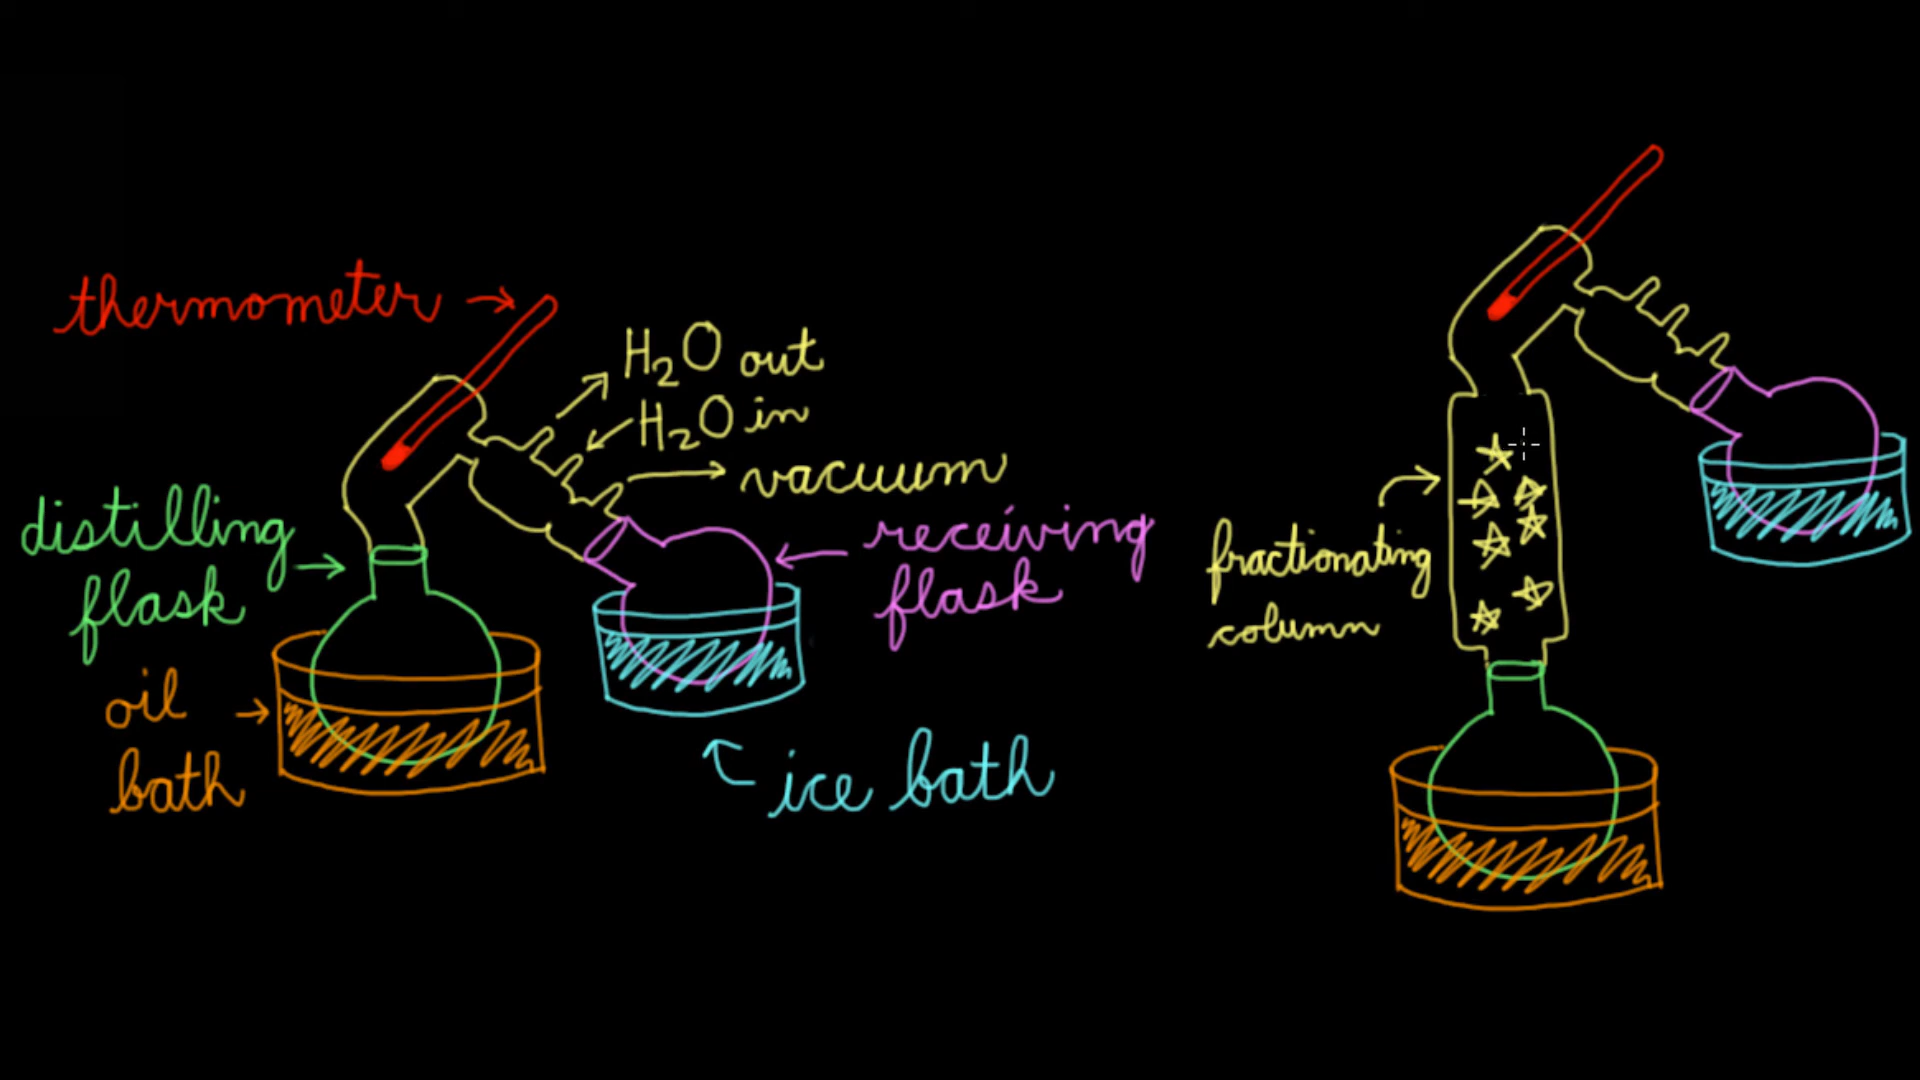 thermometer
H₂O out
H₂O in
vacuum
distilling
flask
receiving
flask
oil
bath
ice bath
fractionating
column